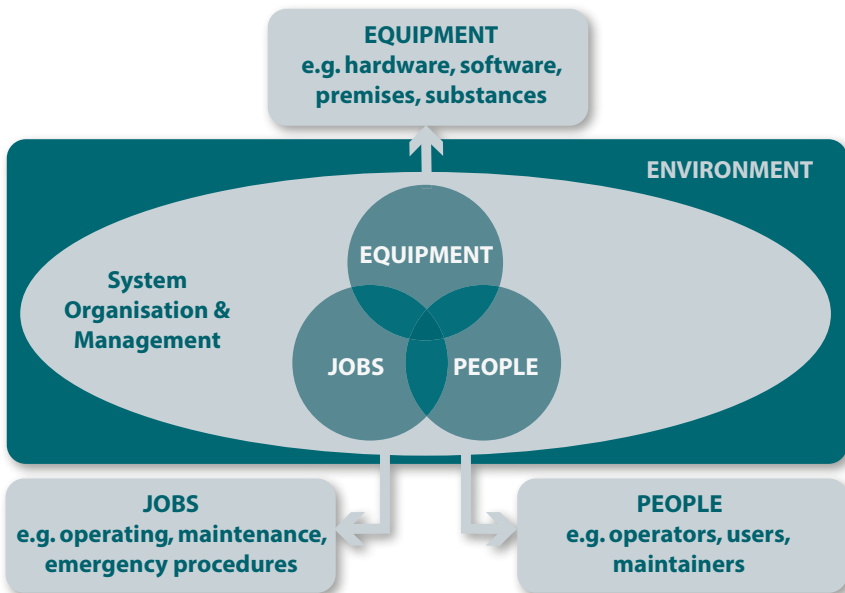 EQUIPMENT
e.g. hardware, software,
premises, substances
ENVIRONMENT
System
Organisation &
Management
EQUIPMENT
JOBS
PEOPLE
JOBS
e.g. operating, maintenance,
emergency procedures
PEOPLE
e.g. operators, users,
maintainers